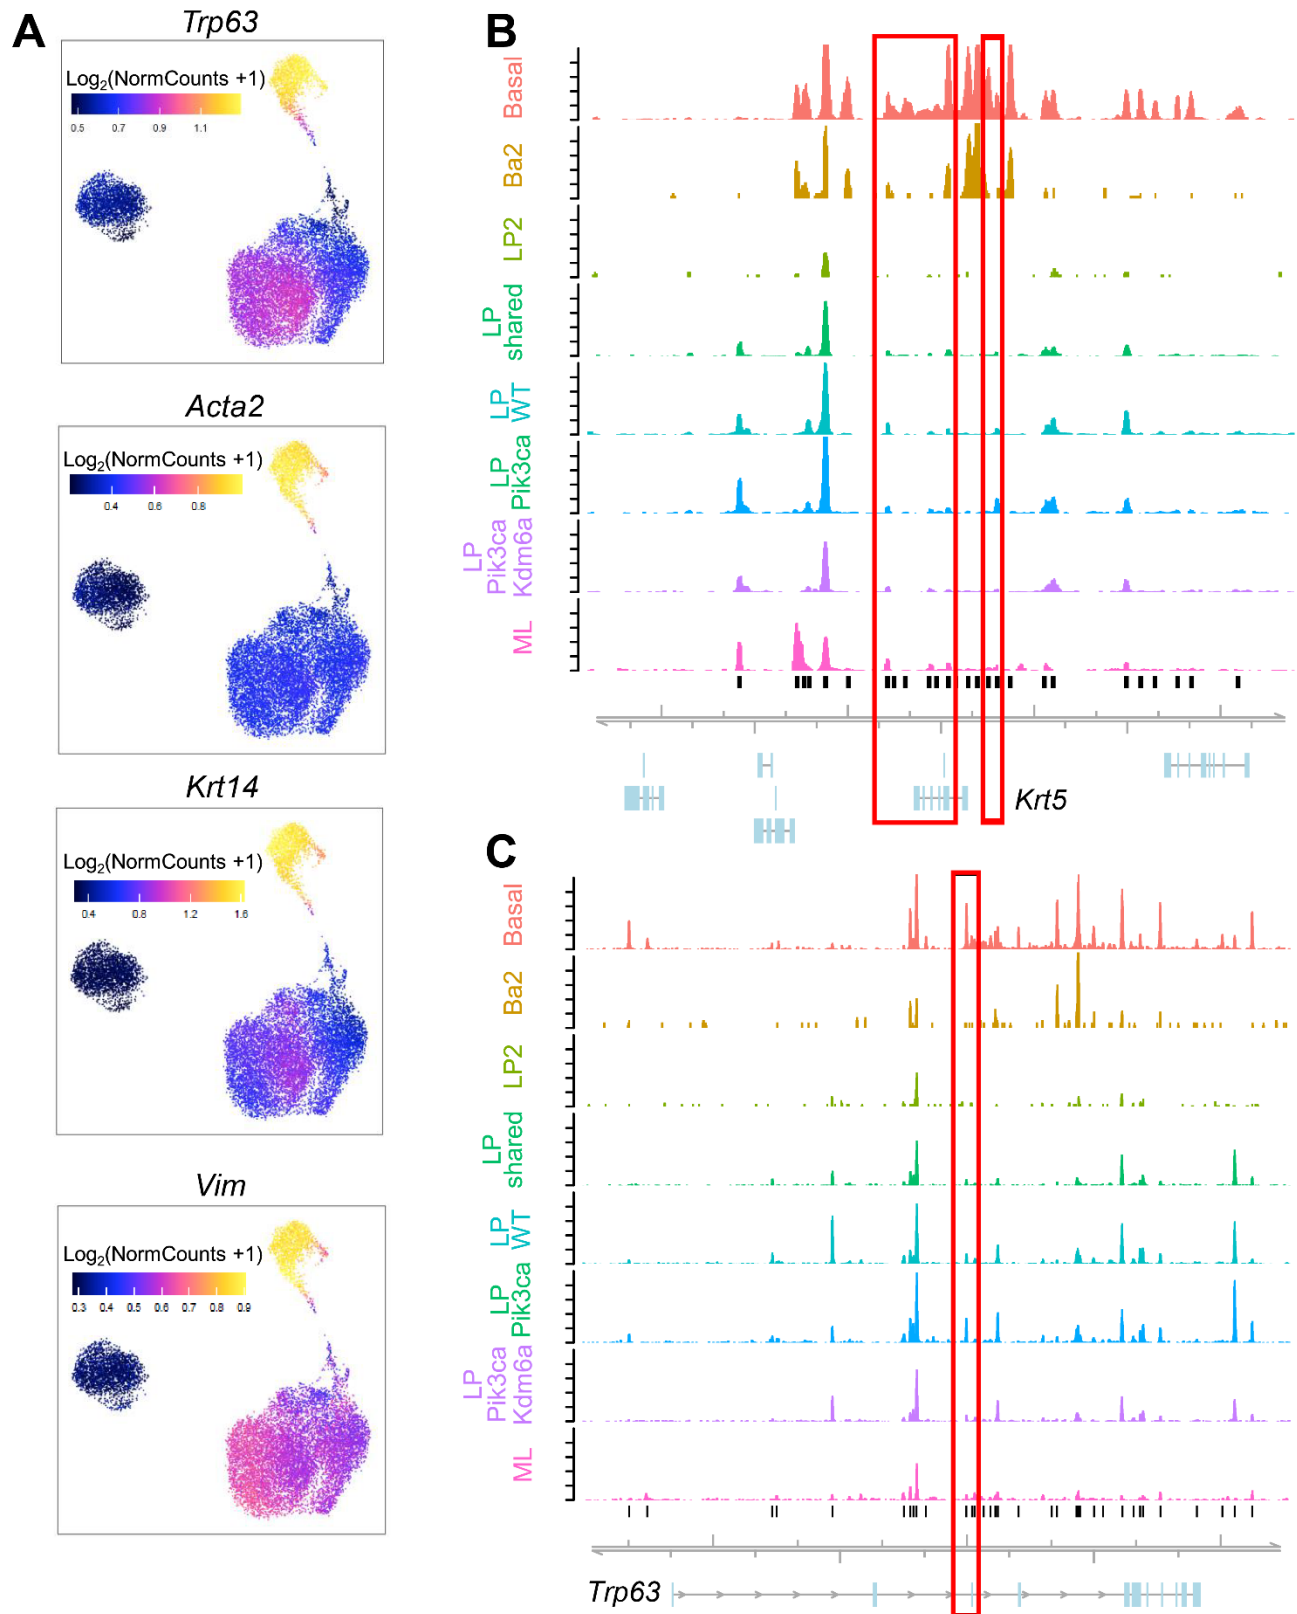 A
Trp63
Log2(NormCounts +1)
0.5 0.7 0.9 1.1
Acta2
Log2(NormCounts +1)
0.4 0.6 0.8
Krt14
Log2(NormCounts +1)
0.4 0.8 1.2 1.6
Vim
Log2(NormCounts +1)
0.3 0.4 0.5 0.6 0.7 0.8 0.9
B
Basal
Ba2
LP2
LP
shared
LP
WT
LP
Pik3ca
LP
Pik3ca
Kdm6a
ML
Krt5
C
Basal
Ba2
LP2
LP
shared
LP
WT
LP
Pik3ca
LP
Pik3ca
Kdm6a
ML
Trp63